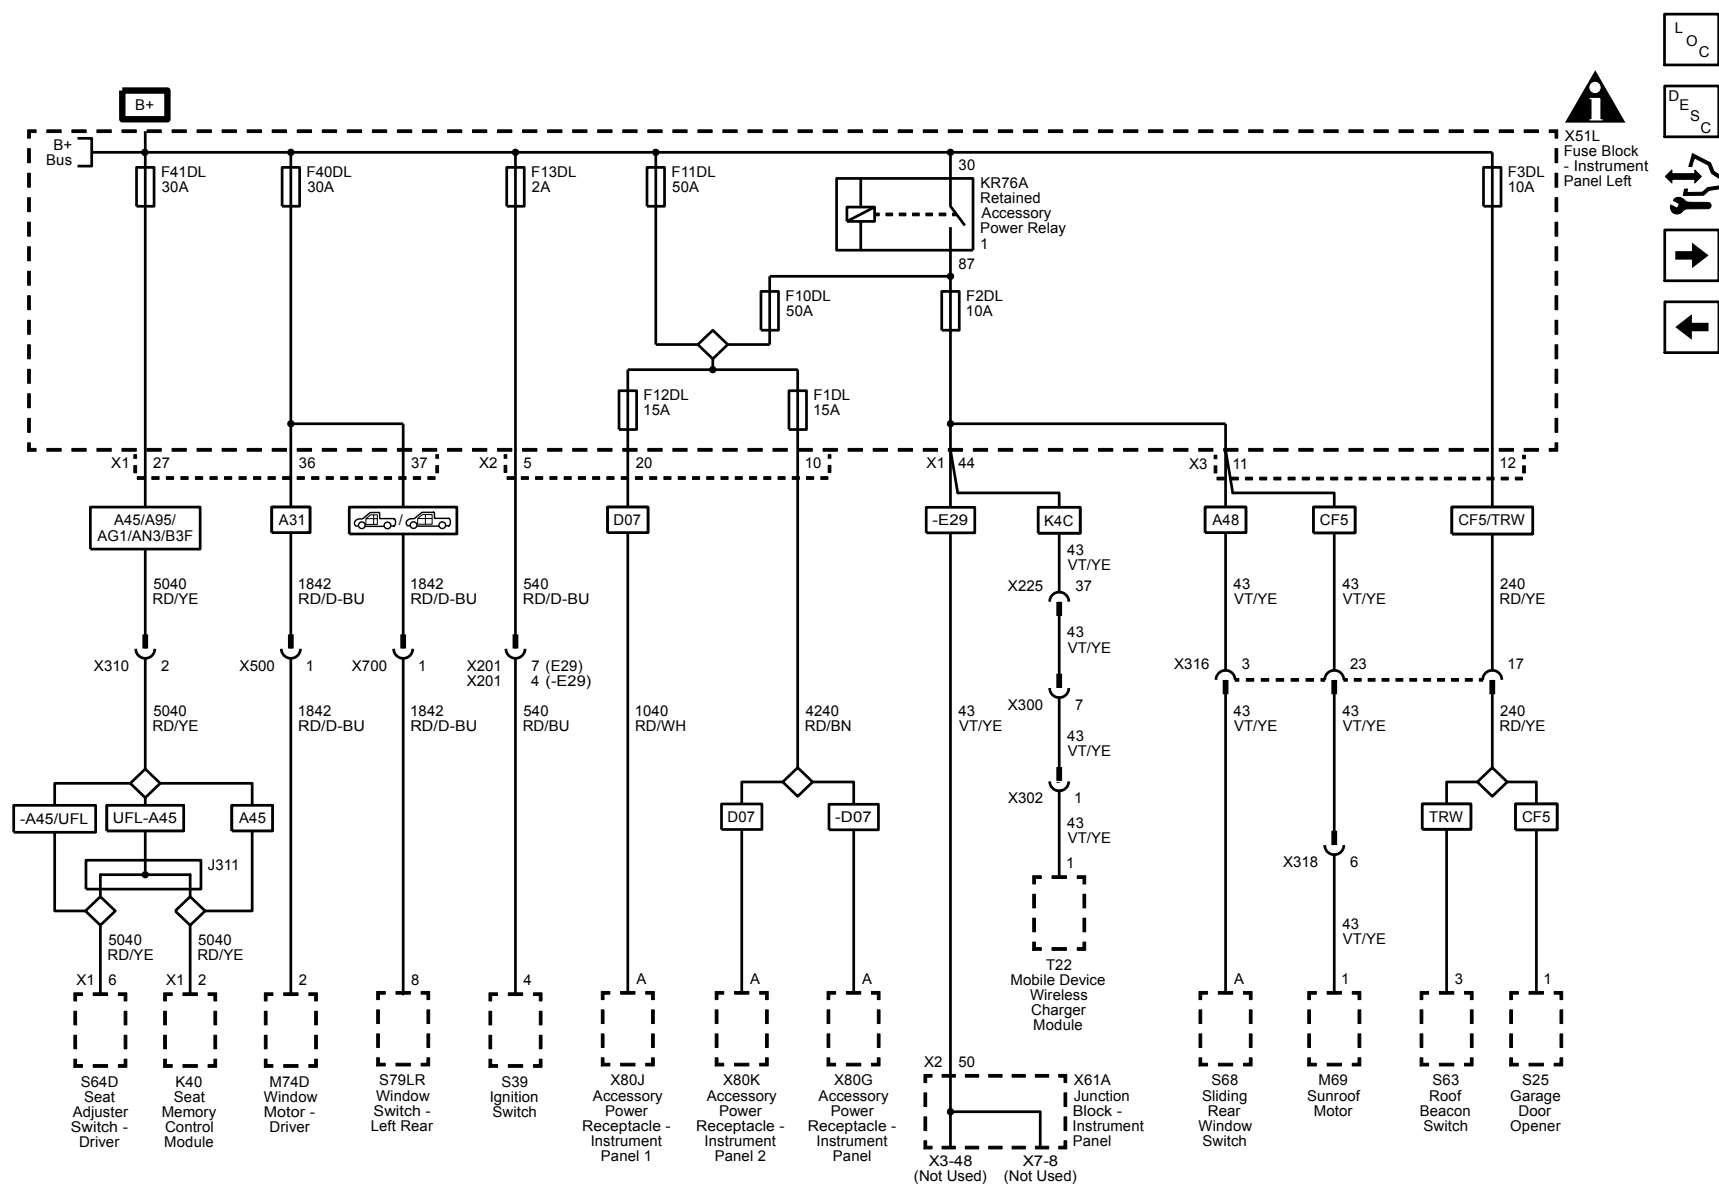 L
O
C
D
E
S
C
B+
B+
Bus
X51L
Fuse Block
- Instrument
Panel Left
F41DL
30A
F40DL
30A
F13DL
2A
F11DL
50A
30
KR76A
Retained
Accessory
Power Relay
1
87
F3DL
10A
F10DL
50A
F2DL
10A
F12DL
15A
F1DL
15A
X1 27 36 37 X2 5 20 10 X1 44 X3 11 12
A45/A95/
AG1/AN3/B3F
A31
/
D07
-E29
K4C
A48
CF5
CF5/TRW
5040
RD/YE
1842
RD/D-BU
1842
RD/D-BU
540
RD/D-BU
43
VT/YE
X225 37
43
VT/YE
43
VT/YE
43
VT/YE
240
RD/YE
X310 2
X500 1
X700 1
X201 7 (E29)
X201 4 (-E29)
X300 7
X316 3 23 17
5040
RD/YE
1842
RD/D-BU
1842
RD/D-BU
540
RD/BU
1040
RD/WH
4240
RD/BN
43
VT/YE
43
VT/YE
43
VT/YE
43
VT/YE
240
RD/YE
X302 1
-A45/UFL
UFL-A45
A45
D07
-D07
43
VT/YE
TRW
CF5
J311
1
X318 6
5040
RD/YE
5040
RD/YE
43
VT/YE
X1 6 X1 2 2 8 4 A A A A 1 3 1
T22
Mobile Device
Wireless
Charger
Module
X2 50
S64D
Seat
Adjuster
Switch -
Driver
K40
Seat
Memory
Control
Module
M74D
Window
Motor -
Driver
S79LR
Window
Switch -
Left Rear
S39
Ignition
Switch
X80J
Accessory
Power
Receptacle -
Instrument
Panel 1
X80K
Accessory
Power
Receptacle -
Instrument
Panel 2
X80G
Accessory
Power
Receptacle -
Instrument
Panel
X61A
Junction
Block -
Instrument
Panel
X3-48
(Not Used)
X7-8
(Not Used)
S68
Sliding
Rear
Window
Switch
M69
Sunroof
Motor
S63
Roof
Beacon
Switch
S25
Garage
Door
Opener